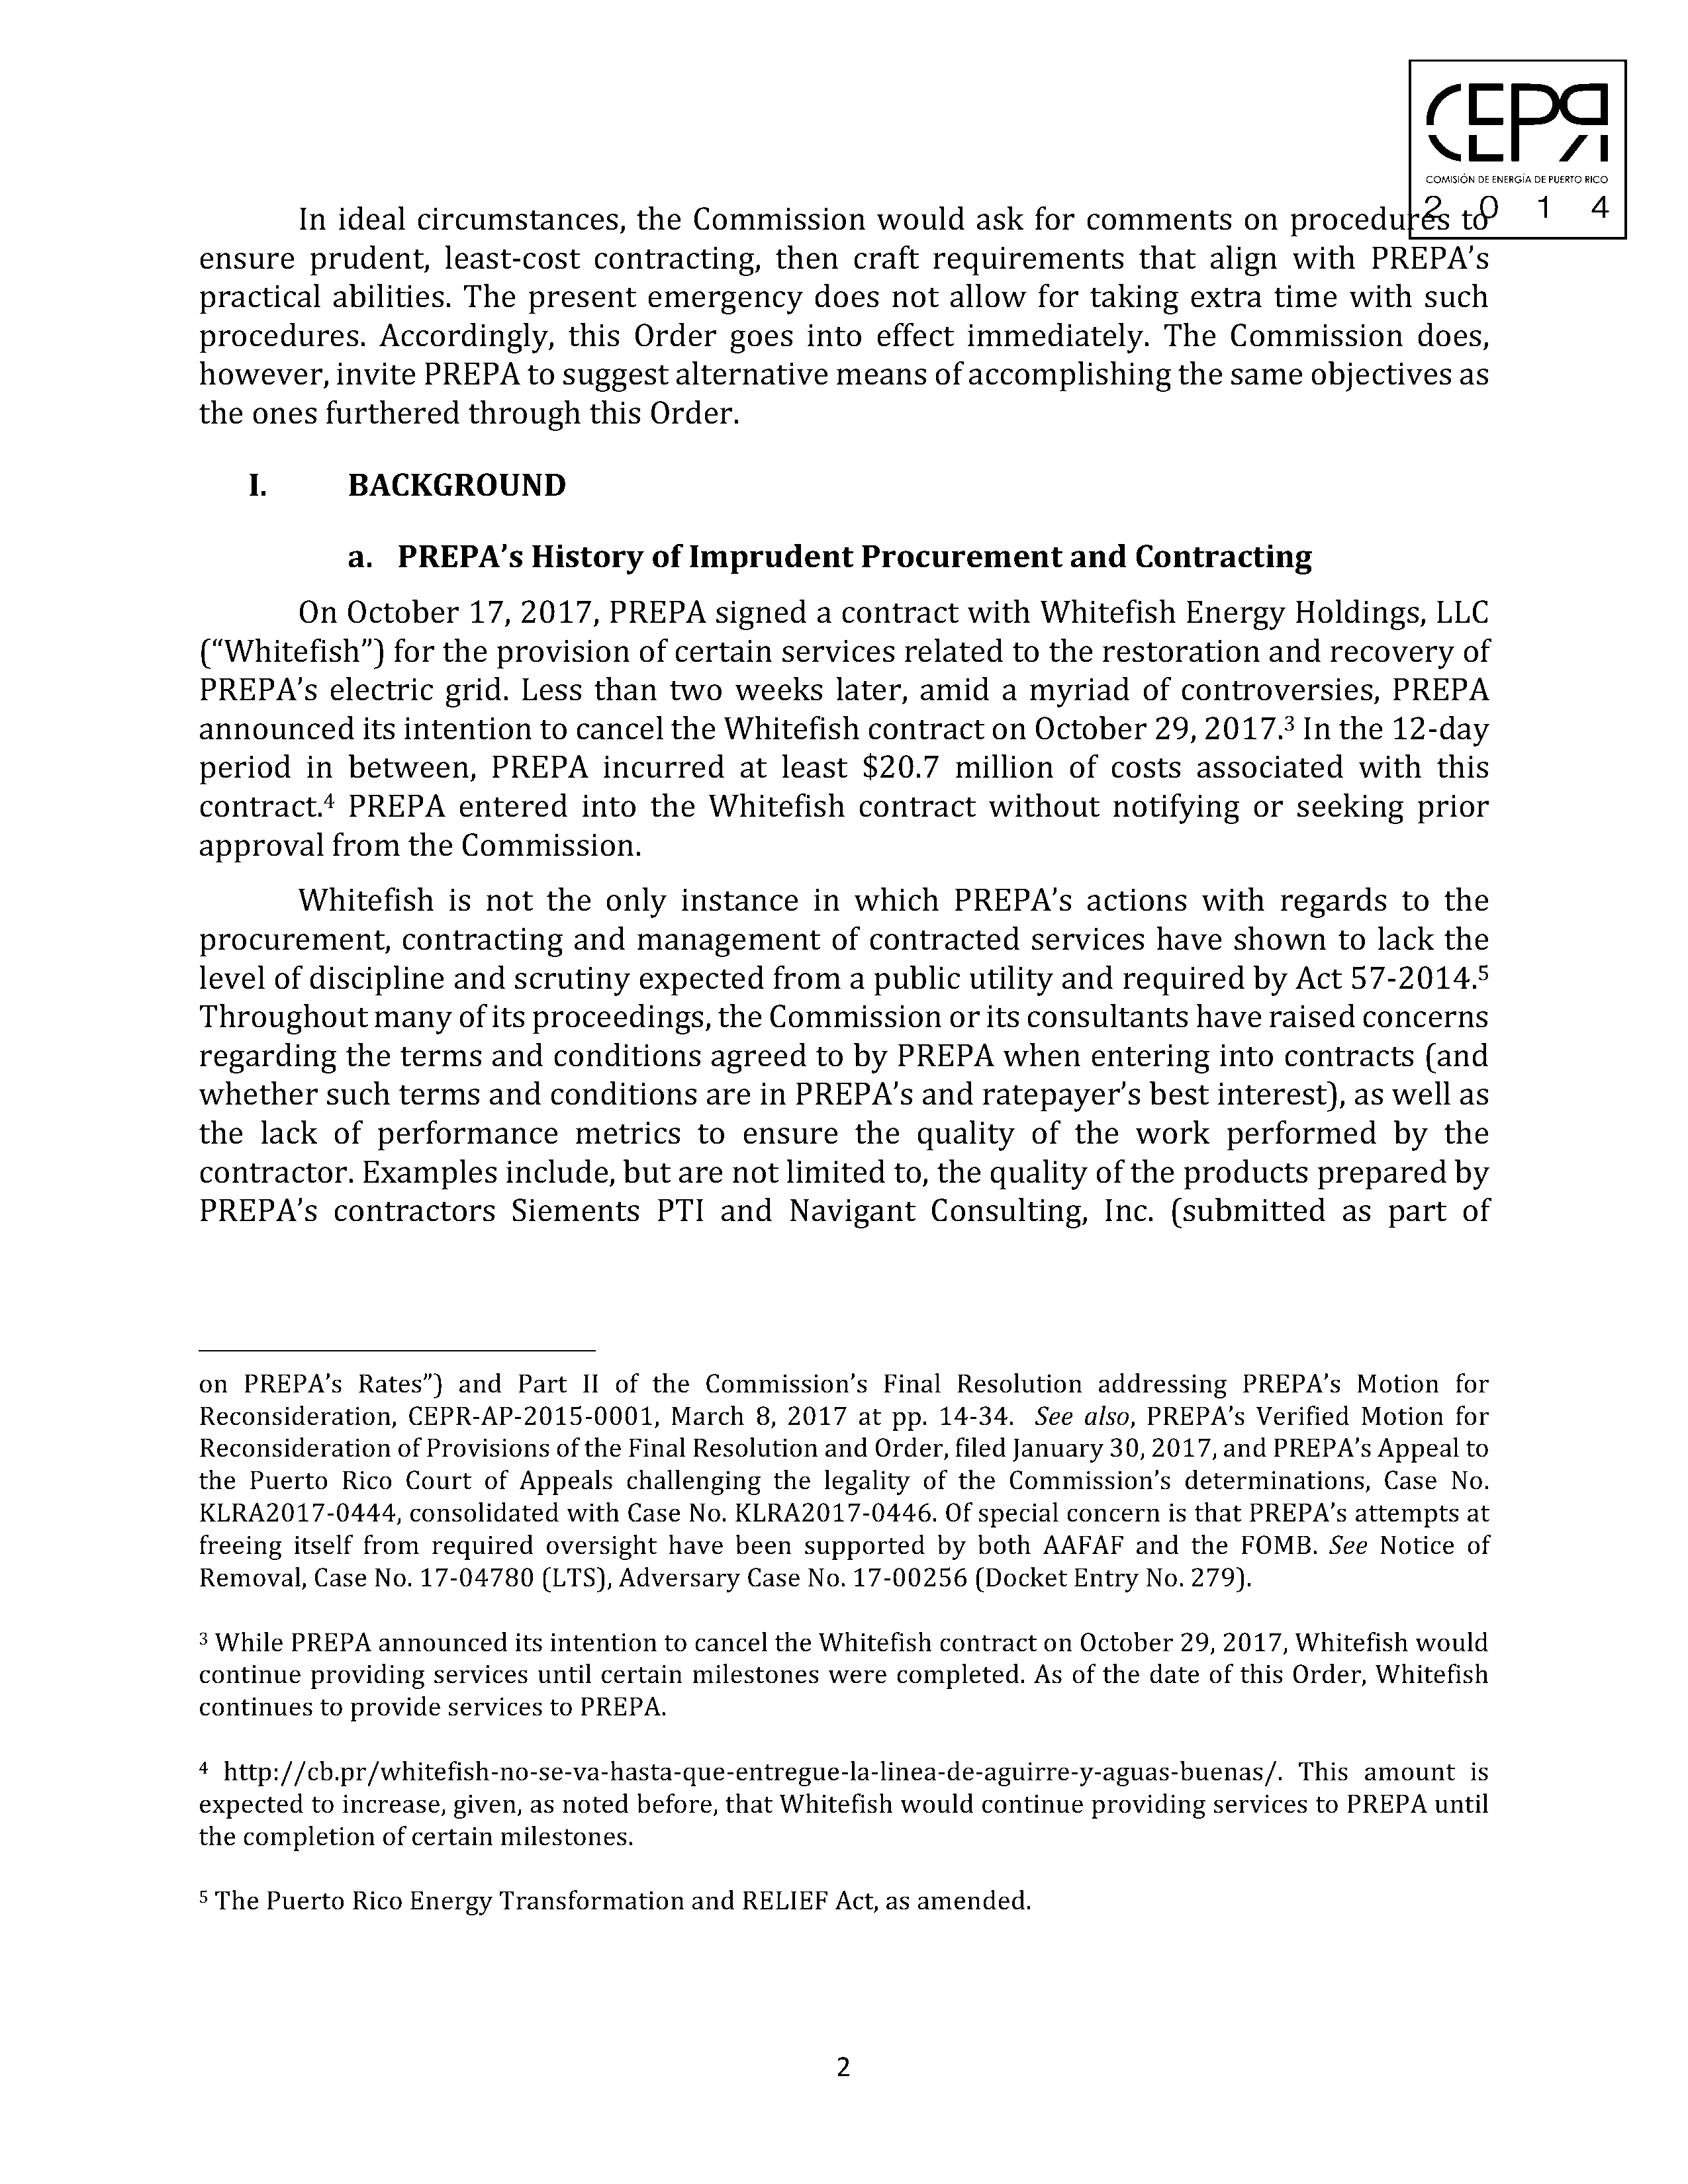 CEPR
COMISIÓN DE ENERGÍA DE PUERTO RICO
2 0 1 4
In ideal circumstances, the Commission would ask for comments on procedures to
ensure prudent, least-cost contracting, then craft requirements that align with PREPA’s
practical abilities. The present emergency does not allow for taking extra time with such
procedures. Accordingly, this Order goes into effect immediately. The Commission does,
however, invite PREPA to suggest alternative means of accomplishing the same objectives as
the ones furthered through this Order.
I. BACKGROUND
a. PREPA’s History of Imprudent Procurement and Contracting
On October 17, 2017, PREPA signed a contract with Whitefish Energy Holdings, LLC
(“Whitefish”) for the provision of certain services related to the restoration and recovery of
PREPA’s electric grid. Less than two weeks later, amid a myriad of controversies, PREPA
announced its intention to cancel the Whitefish contract on October 29, 2017.³ In the 12-day
period in between, PREPA incurred at least $20.7 million of costs associated with this
contract.⁴ PREPA entered into the Whitefish contract without notifying or seeking prior
approval from the Commission.
Whitefish is not the only instance in which PREPA’s actions with regards to the
procurement, contracting and management of contracted services have shown to lack the
level of discipline and scrutiny expected from a public utility and required by Act 57-2014.⁵
Throughout many of its proceedings, the Commission or its consultants have raised concerns
regarding the terms and conditions agreed to by PREPA when entering into contracts (and
whether such terms and conditions are in PREPA’s and ratepayer’s best interest), as well as
the lack of performance metrics to ensure the quality of the work performed by the
contractor. Examples include, but are not limited to, the quality of the products prepared by
PREPA’s contractors Siements PTI and Navigant Consulting, Inc. (submitted as part of
on PREPA’s Rates”) and Part II of the Commission’s Final Resolution addressing PREPA’s Motion for
Reconsideration, CEPR-AP-2015-0001, March 8, 2017 at pp. 14-34. See also, PREPA’s Verified Motion for
Reconsideration of Provisions of the Final Resolution and Order, filed January 30, 2017, and PREPA’s Appeal to
the Puerto Rico Court of Appeals challenging the legality of the Commission’s determinations, Case No.
KLRA2017-0444, consolidated with Case No. KLRA2017-0446. Of special concern is that PREPA’s attempts at
freeing itself from required oversight have been supported by both AAFAF and the FOMB. See Notice of
Removal, Case No. 17-04780 (LTS), Adversary Case No. 17-00256 (Docket Entry No. 279).
³ While PREPA announced its intention to cancel the Whitefish contract on October 29, 2017, Whitefish would
continue providing services until certain milestones were completed. As of the date of this Order, Whitefish
continues to provide services to PREPA.
⁴ http://cb.pr/whitefish-no-se-va-hasta-que-entregue-la-linea-de-aguirre-y-aguas-buenas/. This amount is
expected to increase, given, as noted before, that Whitefish would continue providing services to PREPA until
the completion of certain milestones.
⁵ The Puerto Rico Energy Transformation and RELIEF Act, as amended.
2